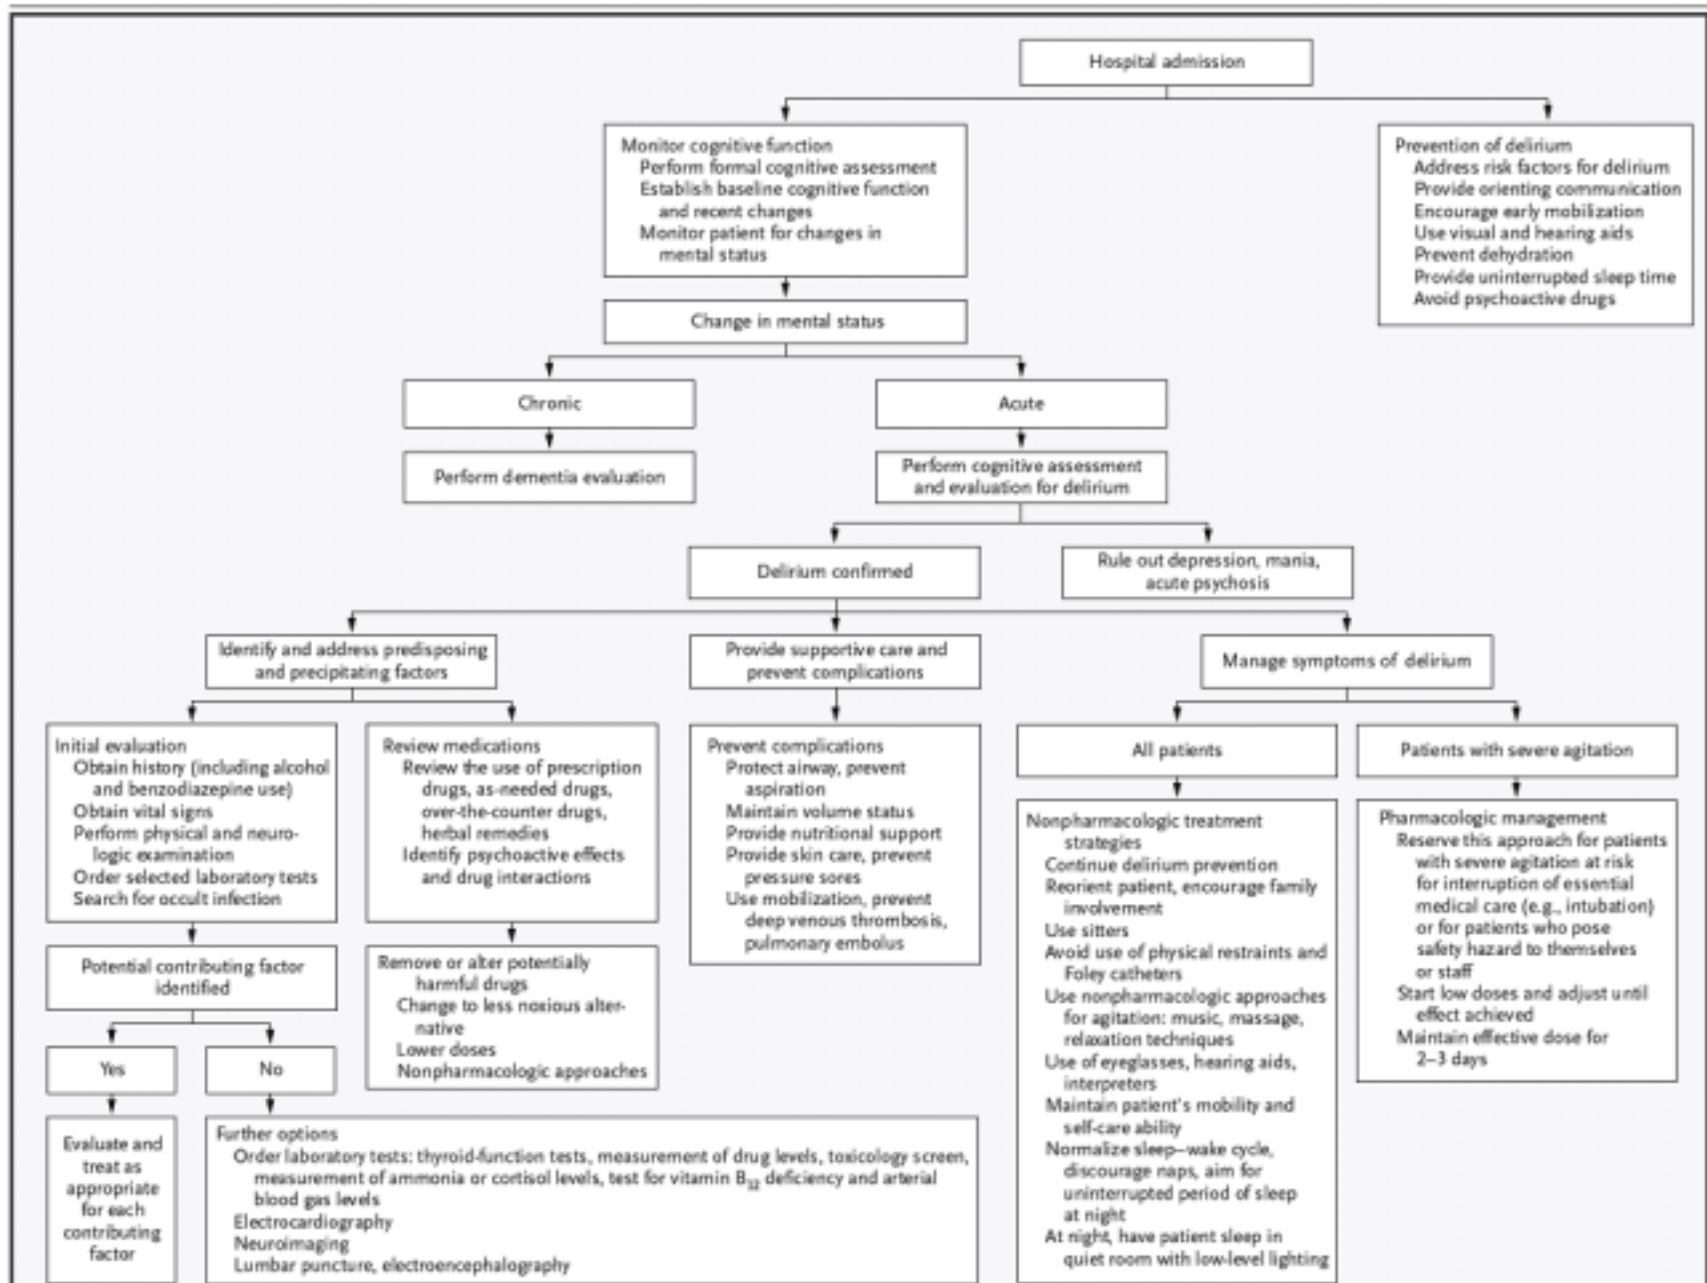 Hospital admission
Monitor cognitive function
Perform formal cognitive assessment
Establish baseline cognitive function
and recent changes
Monitor patient for changes in
mental status
Prevention of delirium
Address risk factors for delirium
Provide orienting communication
Encourage early mobilization
Use visual and hearing aids
Prevent dehydration
Provide uninterrupted sleep time
Avoid psychoactive drugs
Change in mental status
Chronic
Acute
Perform dementia evaluation
Perform cognitive assessment
and evaluation for delirium
Delirium confirmed
Rule out depression, mania,
acute psychosis
Identify and address predisposing
and precipitating factors
Provide supportive care and
prevent complications
Manage symptoms of delirium
Initial evaluation
Obtain history (including alcohol
and benzodiazepine use)
Obtain vital signs
Perform physical and neuro-
logic examination
Order selected laboratory tests
Search for occult infection
Review medications
Review the use of prescription
drugs, as-needed drugs,
over-the-counter drugs,
herbal remedies
Identify psychoactive effects
and drug interactions
Prevent complications
Protect airway, prevent
aspiration
Maintain volume status
Provide nutritional support
Provide skin care, prevent
pressure sores
Use mobilization, prevent
deep venous thrombosis,
pulmonary embolus
All patients
Patients with severe agitation
Nonpharmacologic treatment
strategies
Continue delirium prevention
Reorient patient, encourage family
involvement
Use sitters
Avoid use of physical restraints and
Foley catheters
Use nonpharmacologic approaches
for agitation: music, massage,
relaxation techniques
Use of eyeglasses, hearing aids,
interpreters
Maintain patient's mobility and
self-care ability
Normalize sleep–wake cycle,
discourage naps, aim for
uninterrupted period of sleep
at night
At night, have patient sleep in
quiet room with low-level lighting
Pharmacologic management
Reserve this approach for patients
with severe agitation at risk
for interruption of essential
medical care (e.g., intubation)
or for patients who pose
safety hazard to themselves
or staff
Start low doses and adjust until
effect achieved
Maintain effective dose for
2–3 days
Potential contributing factor
identified
Remove or alter potentially
harmful drugs
Change to less noxious alter-
native
Lower doses
Nonpharmacologic approaches
Yes
No
Evaluate and
treat as
appropriate
for each
contributing
factor
Further options
Order laboratory tests: thyroid-function tests, measurement of drug levels, toxicology screen,
measurement of ammonia or cortisol levels, test for vitamin B12 deficiency and arterial
blood gas levels
Electrocardiography
Neuroimaging
Lumbar puncture, electroencephalography